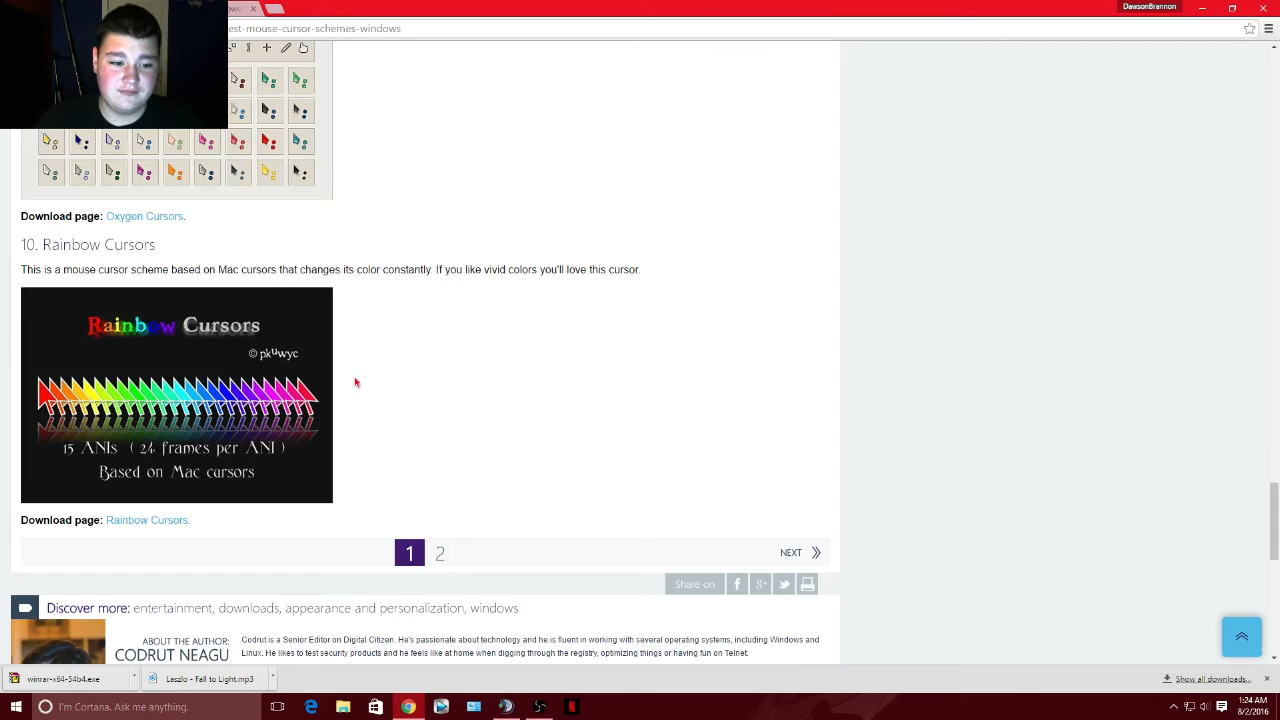 DawsonBrannon
est-mouse-cursor-schemes-windows
Download page: Oxygen Cursors.
10. Rainbow Cursors
This is a mouse cursor scheme based on Mac cursors that changes its color constantly. If you like vivid colors you'll love this cursor.
Rainbow Cursors
© pkuwyc
15 ANIs ( 24 frames per ANI )
Based on Mac cursors
Download page: Rainbow Cursors.
1 2 NEXT
Share on
Discover more: entertainment, downloads, appearance and personalization, windows
ABOUT THE AUTHOR:
CODRUT NEAGU
Codrut is a Senior Editor on Digital Citizen. He's passionate about technology and he is fluent in working with several operating systems, including Windows and
Linux. He likes to test security products and he feels like at home when digging through the registry, optimizing things or having fun on Telnet.
winrar-x64-54b4.exe
Laszlo - Fall to Light.mp3
Show all downloads...
I'm Cortana. Ask me anything.
1:24 AM
8/2/2016